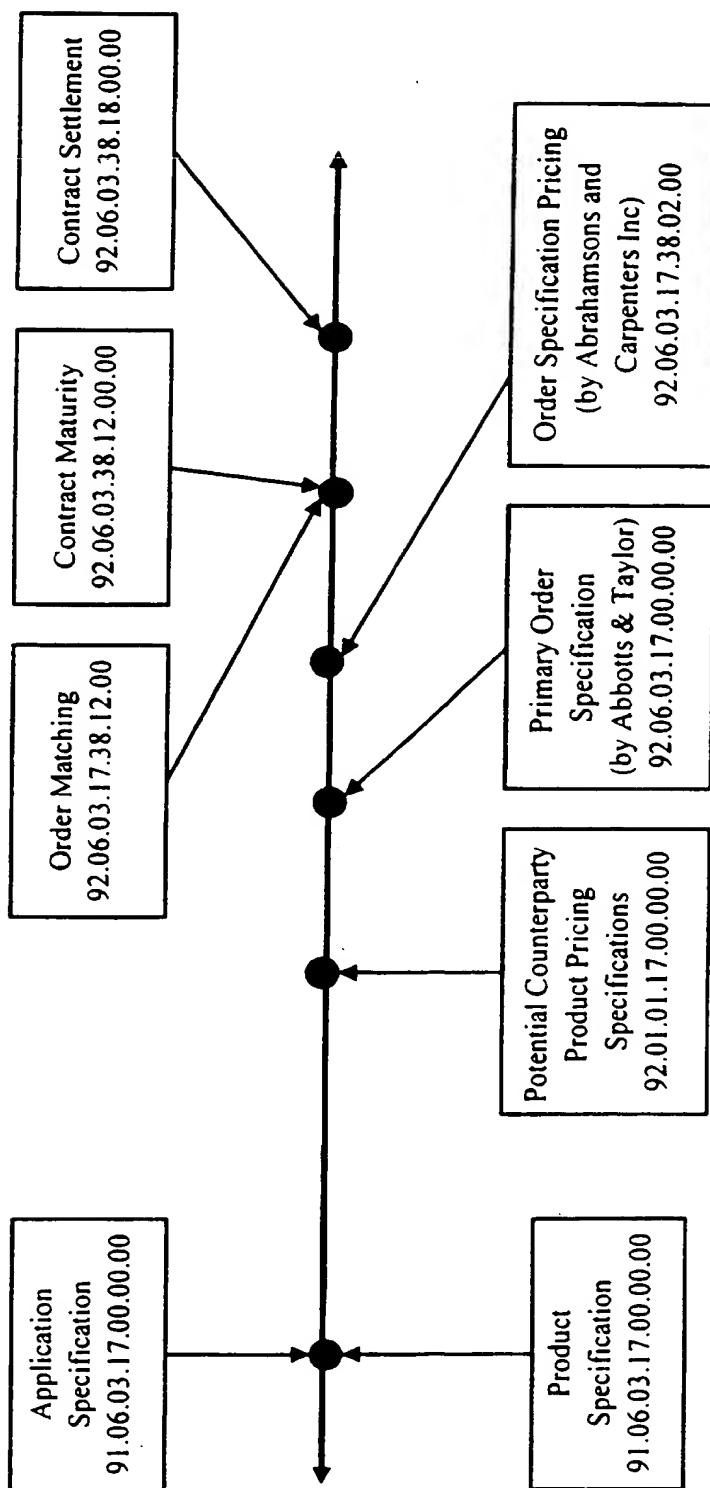 Application
Specification
91.06.03.17.00.00.00
Order Matching
92.06.03.17.38.12.00
Contract Maturity
92.06.03.38.12.00.00
Contract Settlement
92.06.03.38.18.00.00
Product
Specification
91.06.03.17.00.00.00
Potential Counterparty
Product Pricing
Specifications
92.01.01.17.00.00.00
Primary Order
Specification
(by Abbotts & Taylor)
92.06.03.17.00.00.00
Order Specification Pricing
(by Abrahamsons and
Carpenters Inc)
92.06.03.17.38.02.00